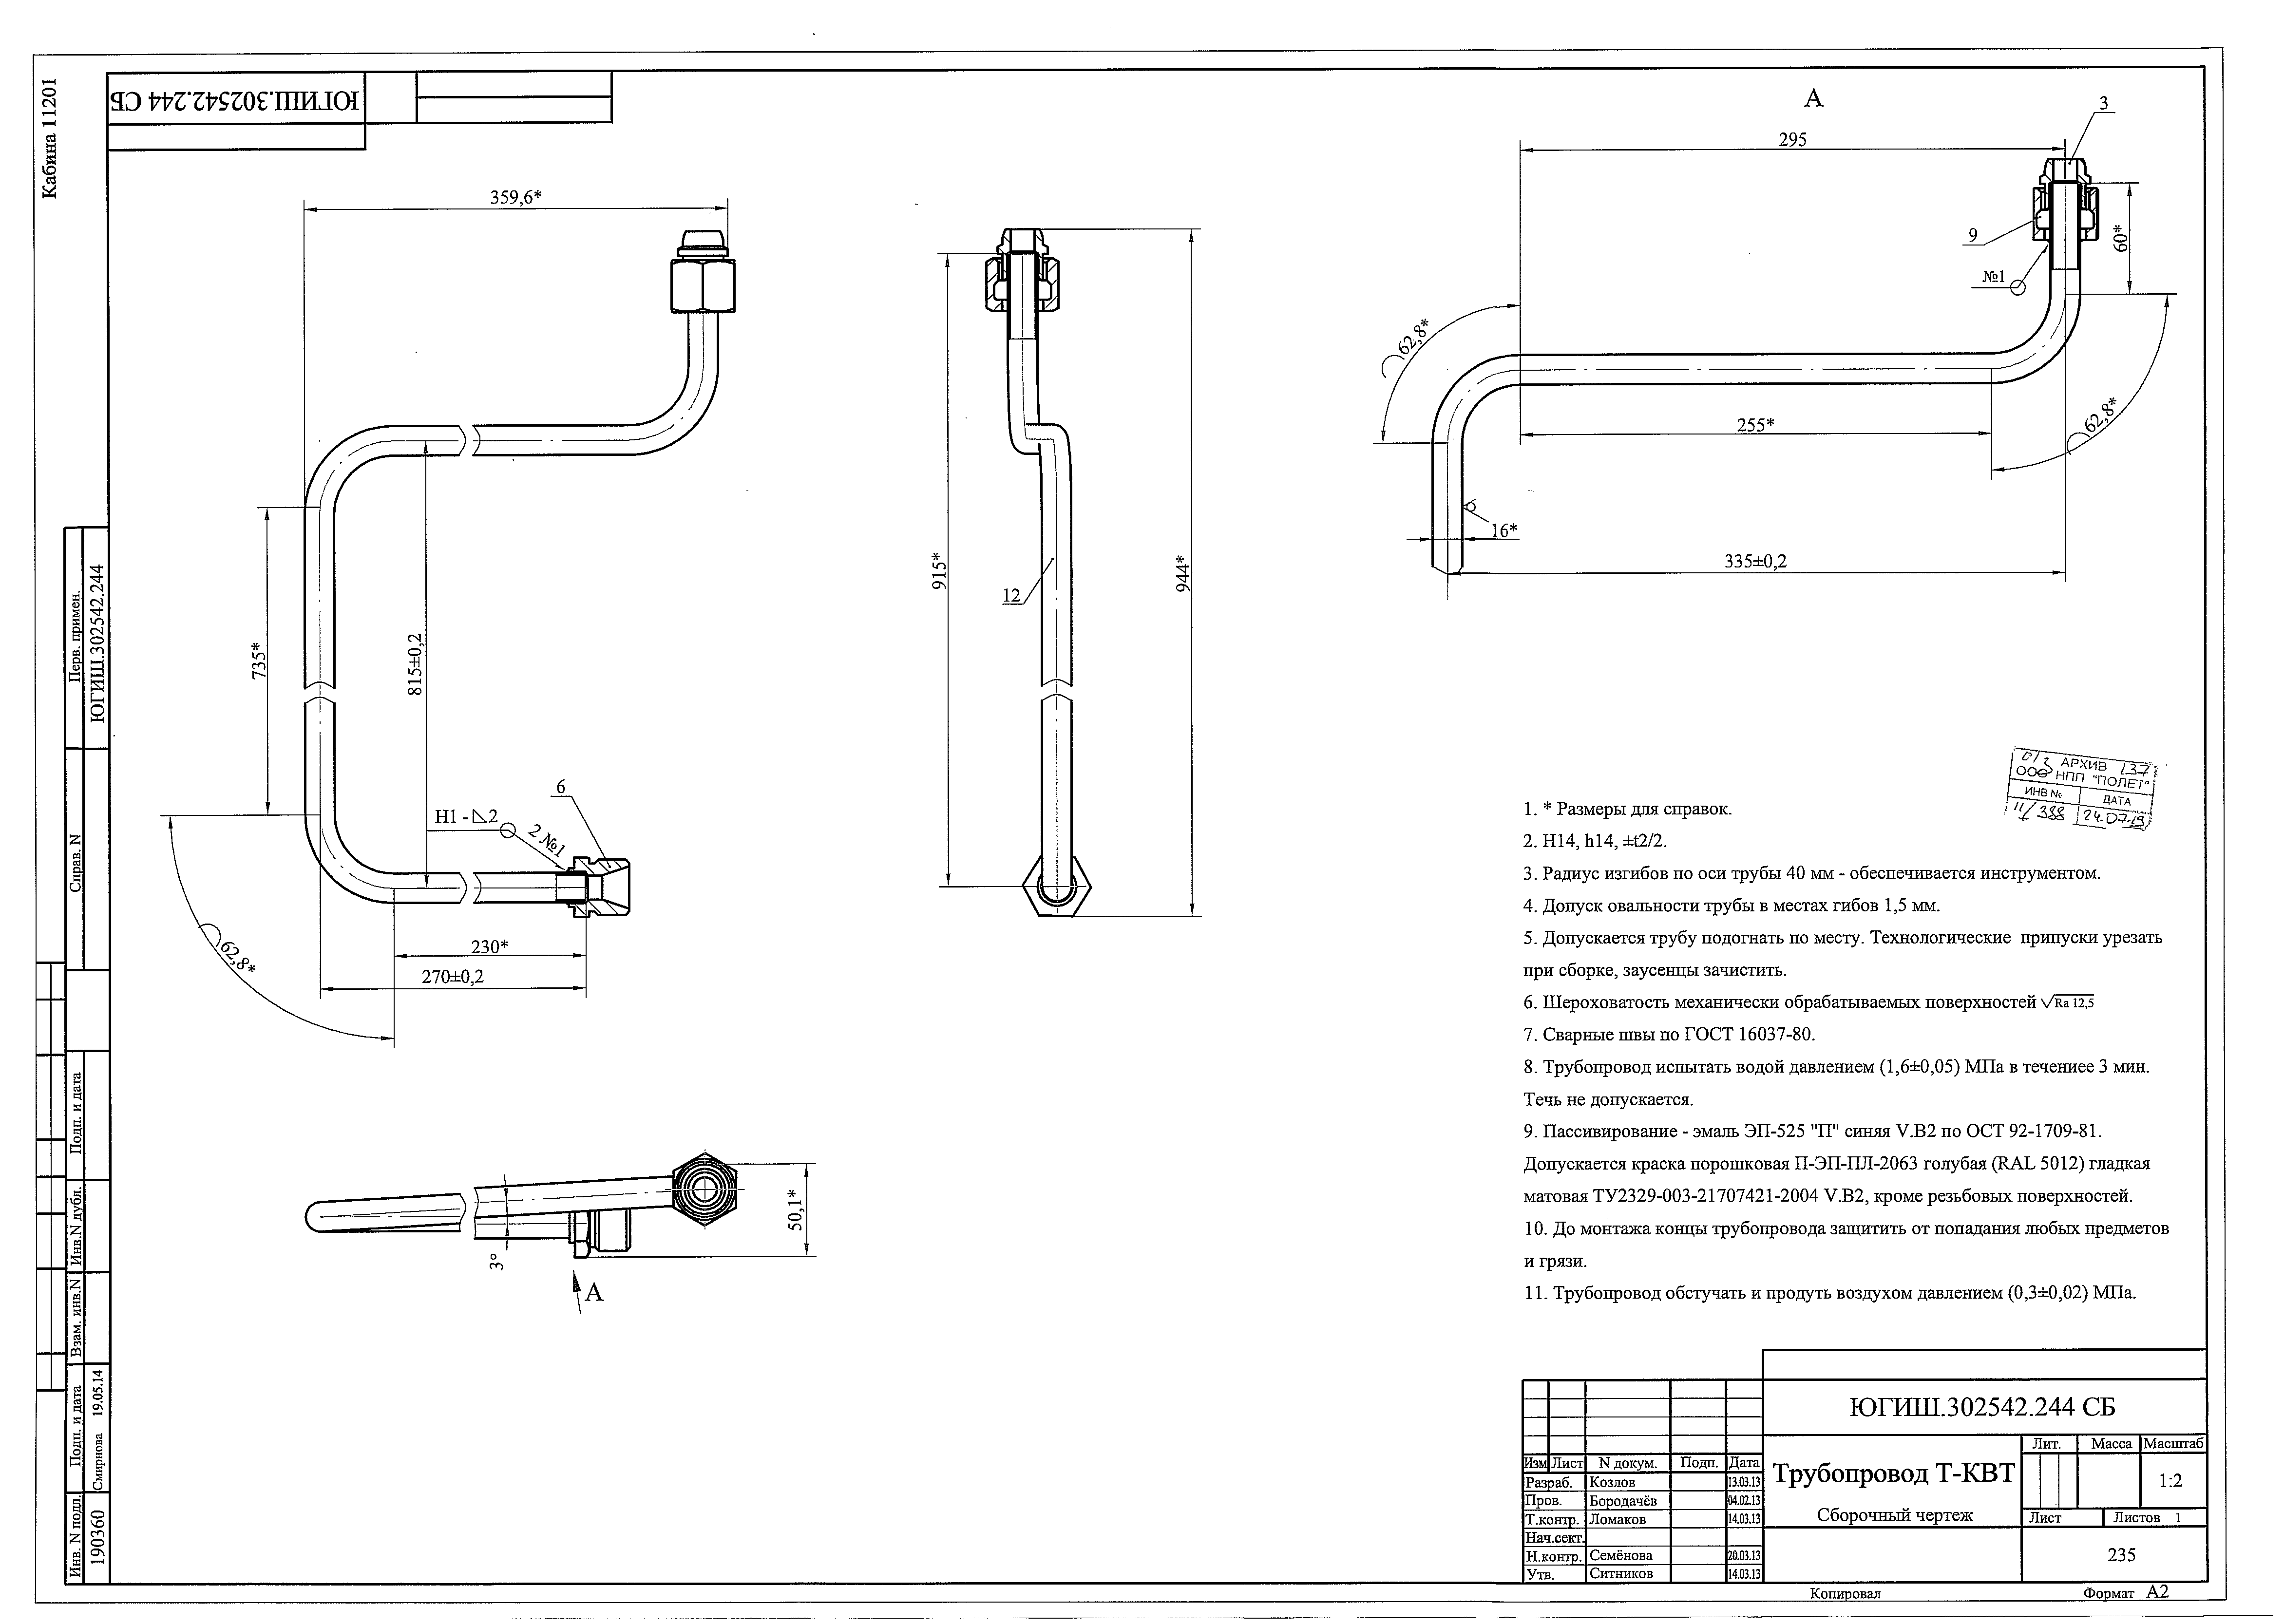 Кабина 11201
ЮГИШ.302542.244 СБ
359,6*
735*
815±0,2
H1 - ◺2
2 №1
6
62,8*
230*
270±0,2
915*
12
944*
А
3
295
9
60*
№1
62,8*
255*
62,8*
16*
335±0,2
50,1*
3°
А
АРХИВ 137
ООО НПП "ПОЛЕТ"
ИНВ № ДАТА
11/388 24.07.19
1. * Размеры для справок.
2. H14, h14, ±t2/2.
3. Радиус изгибов по оси трубы 40 мм - обеспечивается инструментом.
4. Допуск овальности трубы в местах гибов 1,5 мм.
5. Допускается трубу подогнать по месту. Технологические припуски урезать
при сборке, заусенцы зачистить.
6. Шероховатость механически обрабатываемых поверхностей √Ra 12,5
7. Сварные швы по ГОСТ 16037-80.
8. Трубопровод испытать водой давлением (1,6±0,05) МПа в течениее 3 мин.
Течь не допускается.
9. Пассивирование - эмаль ЭП-525 "П" синяя V.B2 по ОСТ 92-1709-81.
Допускается краска порошковая П-ЭП-ПЛ-2063 голубая (RAL 5012) гладкая
матовая ТУ2329-003-21707421-2004 V.B2, кроме резьбовых поверхностей.
10. До монтажа концы трубопровода защитить от попадания любых предметов
и грязи.
11. Трубопровод обстучать и продуть воздухом давлением (0,3±0,02) МПа.
Перв. примен.
ЮГИШ.302542.244
Справ. N
Подп. и дата
Инв.N дубл.
Взам. инв.N
Подп. и дата
Смирнова 19.05.14
Инв. N подл.
190360
ЮГИШ.302542.244 СБ
Изм Лист N докум. Подп. Дата
Разраб. Козлов 13.03.13
Пров. Бородачёв 04.02.13
Т.контр. Ломаков 14.03.13
Нач.сект.
Н.контр. Семёнова 20.03.13
Утв. Ситников 14.03.13
Трубопровод Т-КВТ
Сборочный чертеж
Лит. Масса Масштаб
1:2
Лист Листов 1
235
Копировал Формат А2